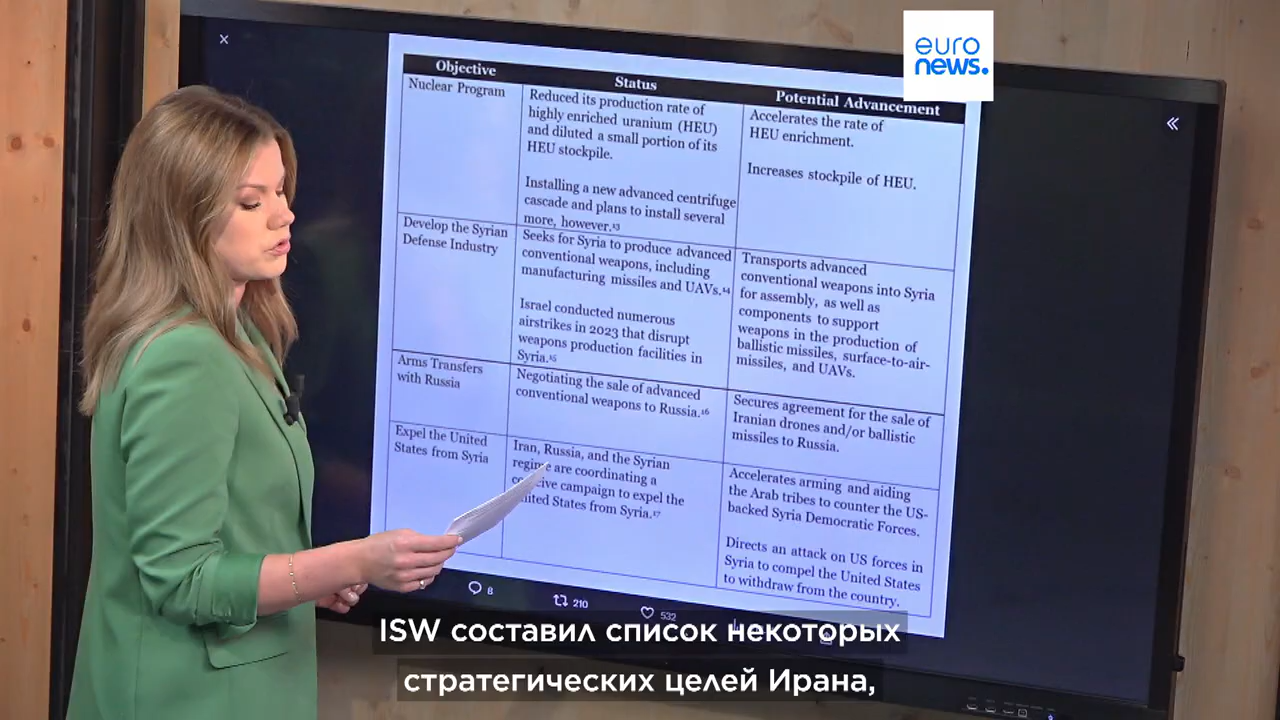 euro
news.
Objective
Status
Potential Advancement
Nuclear Program
Reduced its production rate of
highly enriched uranium (HEU)
and diluted a small portion of its
HEU stockpile.
Installing a new advanced centrifuge
cascade and plans to install several
more, however.¹³
Accelerates the rate of
HEU enrichment.
Increases stockpile of HEU.
Develop the Syrian
Defense Industry
Seeks for Syria to produce advanced
conventional weapons, including
manufacturing missiles and UAVs.¹⁴
Israel conducted numerous
airstrikes in 2023 that disrupt
weapons production facilities in
Syria.¹⁵
Transports advanced
conventional weapons into Syria
for assembly, as well as
components to support
weapons in the production of
ballistic missiles, surface-to-air-
missiles, and UAVs.
Arms Transfers
with Russia
Negotiating the sale of advanced
conventional weapons to Russia.¹⁶
Secures agreement for the sale of
Iranian drones and/or ballistic
missiles to Russia.
Expel the United
States from Syria
Iran, Russia, and the Syrian
regime are coordinating a
campaign to expel the
United States from Syria.¹⁷
Accelerates arming and aiding
the Arab tribes to counter the US-
backed Syria Democratic Forces.
Directs an attack on US forces in
Syria to compel the United States
to withdraw from the country.
8
210
532
ISW составил список некоторых
стратегических целей Ирана,